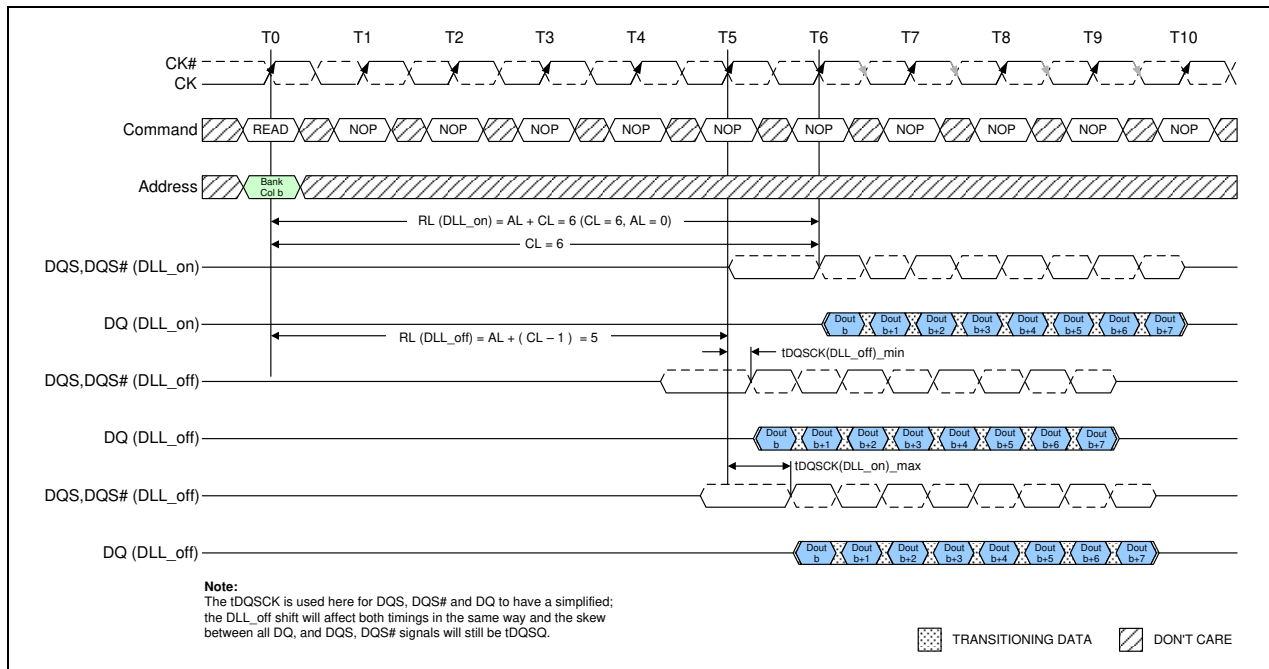 T0 T1 T2 T3 T4 T5 T6 T7 T8 T9 T10
CK#
CK
Command READ NOP NOP NOP NOP NOP NOP NOP NOP NOP NOP
Address Bank
Col b
RL (DLL_on) = AL + CL = 6 (CL = 6, AL = 0)
CL = 6
DQS,DQS# (DLL_on)
DQ (DLL_on) Dout Dout Dout Dout Dout Dout Dout Dout
b b+1 b+2 b+3 b+4 b+5 b+6 b+7
RL (DLL_off) = AL + ( CL – 1 ) = 5
tDQSCK(DLL_off)_min
DQS,DQS# (DLL_off)
DQ (DLL_off) Dout Dout Dout Dout Dout Dout Dout Dout
b b+1 b+2 b+3 b+4 b+5 b+6 b+7
tDQSCK(DLL_on)_max
DQS,DQS# (DLL_off)
DQ (DLL_off) Dout Dout Dout Dout Dout Dout Dout Dout
b b+1 b+2 b+3 b+4 b+5 b+6 b+7
Note:
The tDQSCK is used here for DQS, DQS# and DQ to have a simplified;
the DLL_off shift will affect both timings in the same way and the skew
between all DQ, and DQS, DQS# signals will still be tDQSQ.
TRANSITIONING DATA DON'T CARE